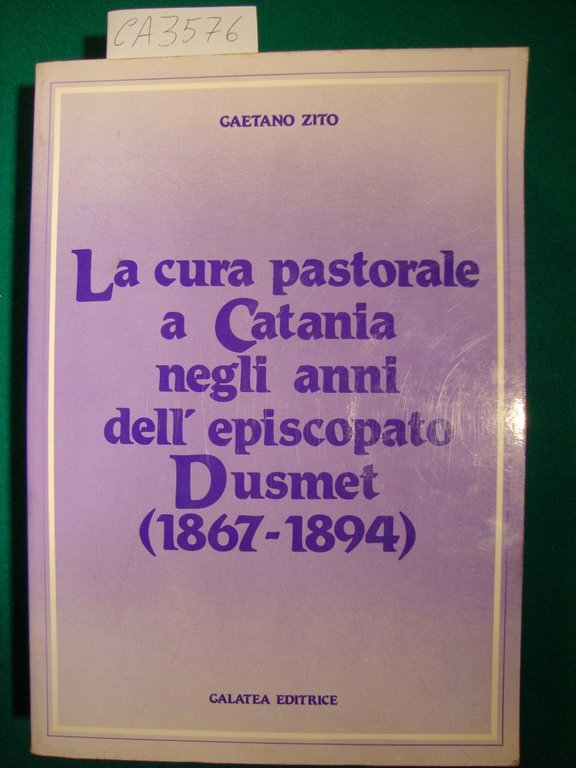 CA3576
GAETANO ZITO
La cura pastorale
a Catania
negli anni
dell' episcopato
Dusmet
(1867-1894)
GALATEA EDITRICE